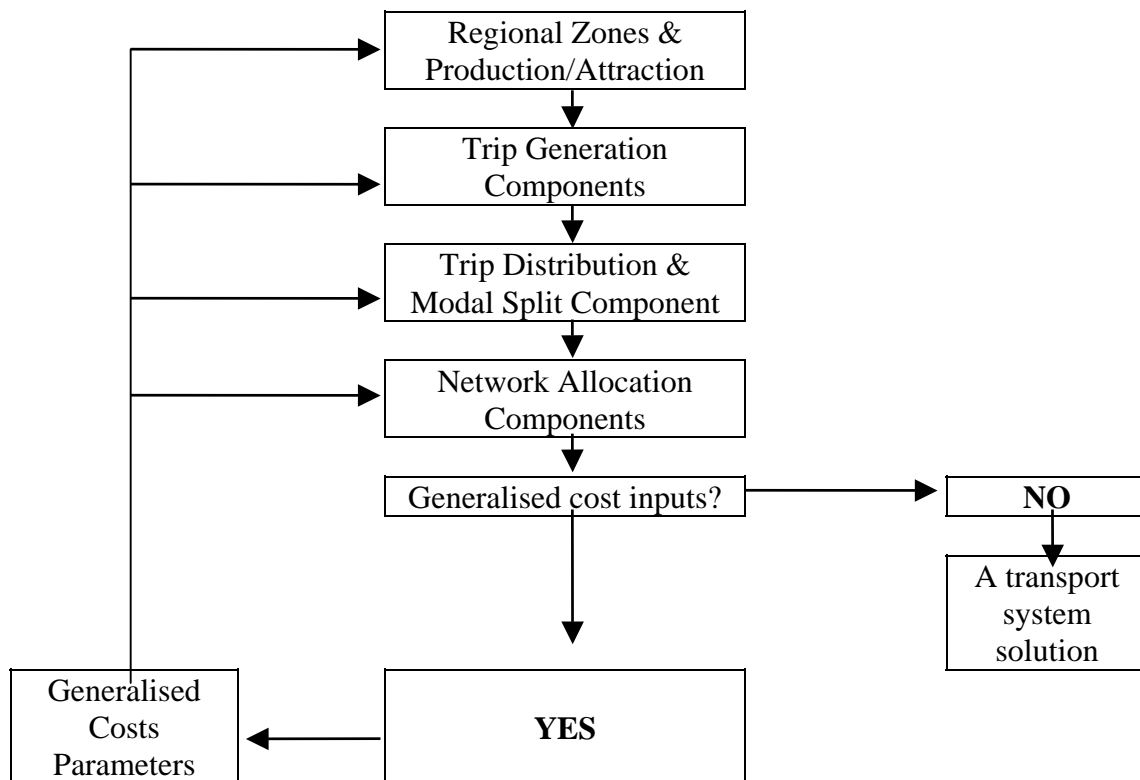 Regional Zones &
Production/Attraction
Trip Generation
Components
Trip Distribution &
Modal Split Component
Network Allocation
Components
Generalised cost inputs?
NO
A transport
system
solution
Generalised
Costs
Parameters
YES